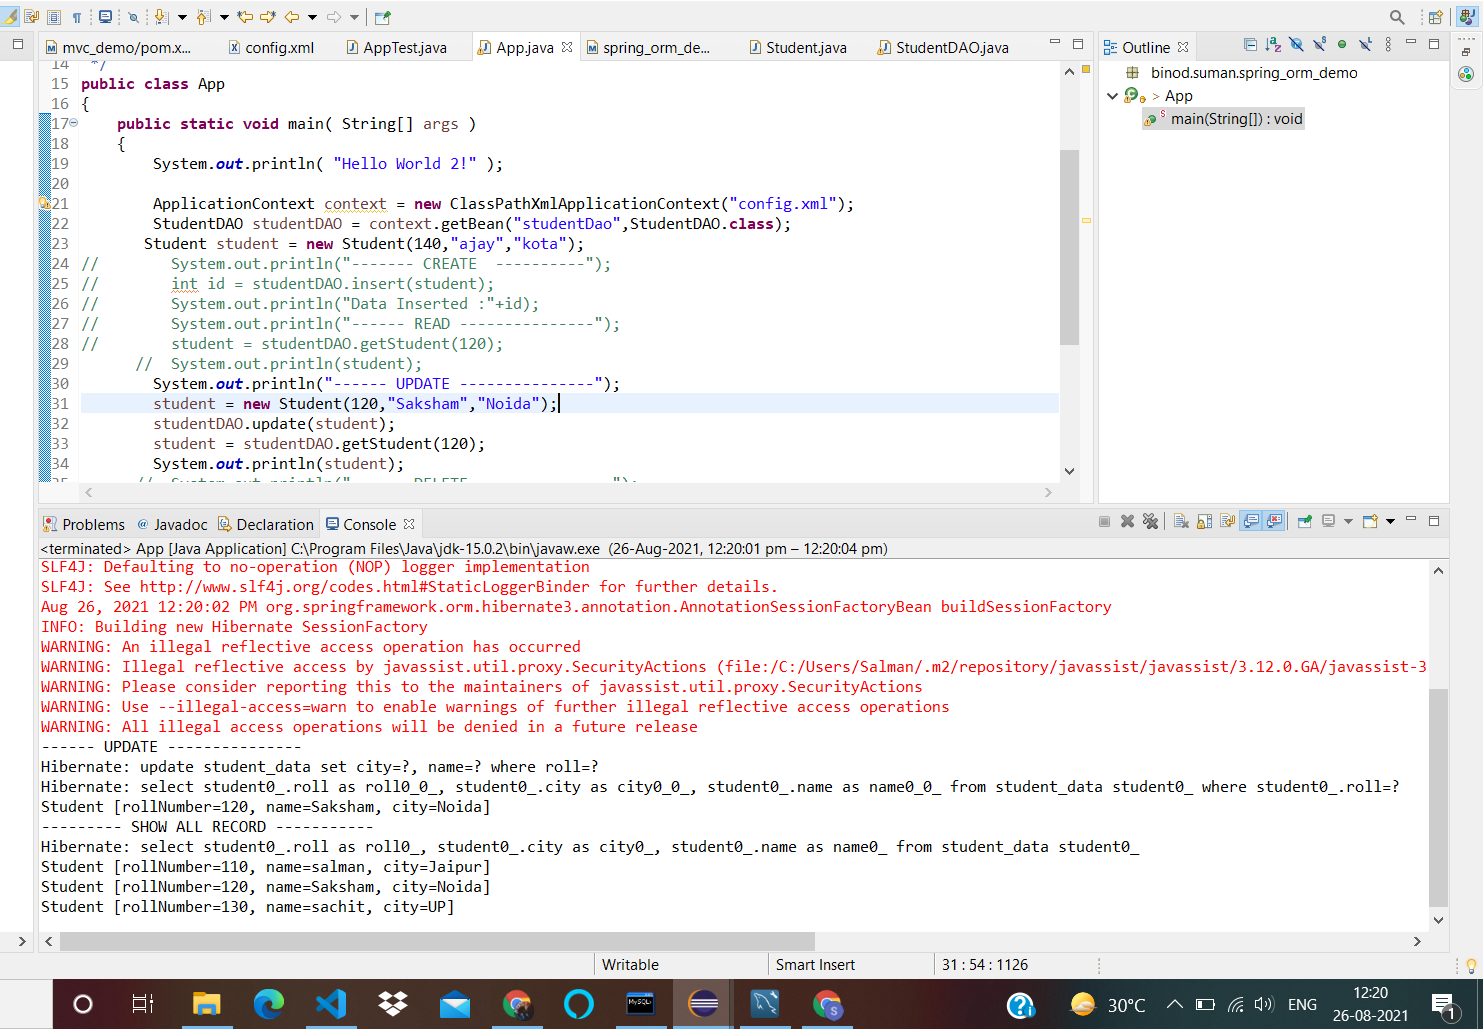 mvc_demo/pom.x...
config.xml
AppTest.java
App.java
spring_orm_de...
Student.java
StudentDAO.java
Outline
14 */
15 public class App
16 {
17 public static void main( String[] args )
18 {
19 System.out.println( "Hello World 2!" );
20
21 ApplicationContext context = new ClassPathXmlApplicationContext("config.xml");
22 StudentDAO studentDAO = context.getBean("studentDao",StudentDAO.class);
23 Student student = new Student(140,"ajay","kota");
24 // System.out.println("------- CREATE  ----------");
25 // int id = studentDAO.insert(student);
26 // System.out.println("Data Inserted :"+id);
27 // System.out.println("------ READ ---------------");
28 // student = studentDAO.getStudent(120);
29 // System.out.println(student);
30 System.out.println("------ UPDATE ---------------");
31 student = new Student(120,"Saksham","Noida");
32 studentDAO.update(student);
33 student = studentDAO.getStudent(120);
34 System.out.println(student);
binod.suman.spring_orm_demo
> App
main(String[]) : void
Problems
@ Javadoc
Declaration
Console
<terminated> App [Java Application] C:\Program Files\Java\jdk-15.0.2\bin\javaw.exe (26-Aug-2021, 12:20:01 pm – 12:20:04 pm)
SLF4J: Defaulting to no-operation (NOP) logger implementation
SLF4J: See http://www.slf4j.org/codes.html#StaticLoggerBinder for further details.
Aug 26, 2021 12:20:02 PM org.springframework.orm.hibernate3.annotation.AnnotationSessionFactoryBean buildSessionFactory
INFO: Building new Hibernate SessionFactory
WARNING: An illegal reflective access operation has occurred
WARNING: Illegal reflective access by javassist.util.proxy.SecurityActions (file:/C:/Users/Salman/.m2/repository/javassist/javassist/3.12.0.GA/javassist-3
WARNING: Please consider reporting this to the maintainers of javassist.util.proxy.SecurityActions
WARNING: Use --illegal-access=warn to enable warnings of further illegal reflective access operations
WARNING: All illegal access operations will be denied in a future release
------ UPDATE ---------------
Hibernate: update student_data set city=?, name=? where roll=?
Hibernate: select student0_.roll as roll0_0_, student0_.city as city0_0_, student0_.name as name0_0_ from student_data student0_ where student0_.roll=?
Student [rollNumber=120, name=Saksham, city=Noida]
--------- SHOW ALL RECORD -----------
Hibernate: select student0_.roll as roll0_, student0_.city as city0_, student0_.name as name0_ from student_data student0_
Student [rollNumber=110, name=salman, city=Jaipur]
Student [rollNumber=120, name=Saksham, city=Noida]
Student [rollNumber=130, name=sachit, city=UP]
Writable
Smart Insert
31 : 54 : 1126
30°C
ENG
12:20
26-08-2021
1